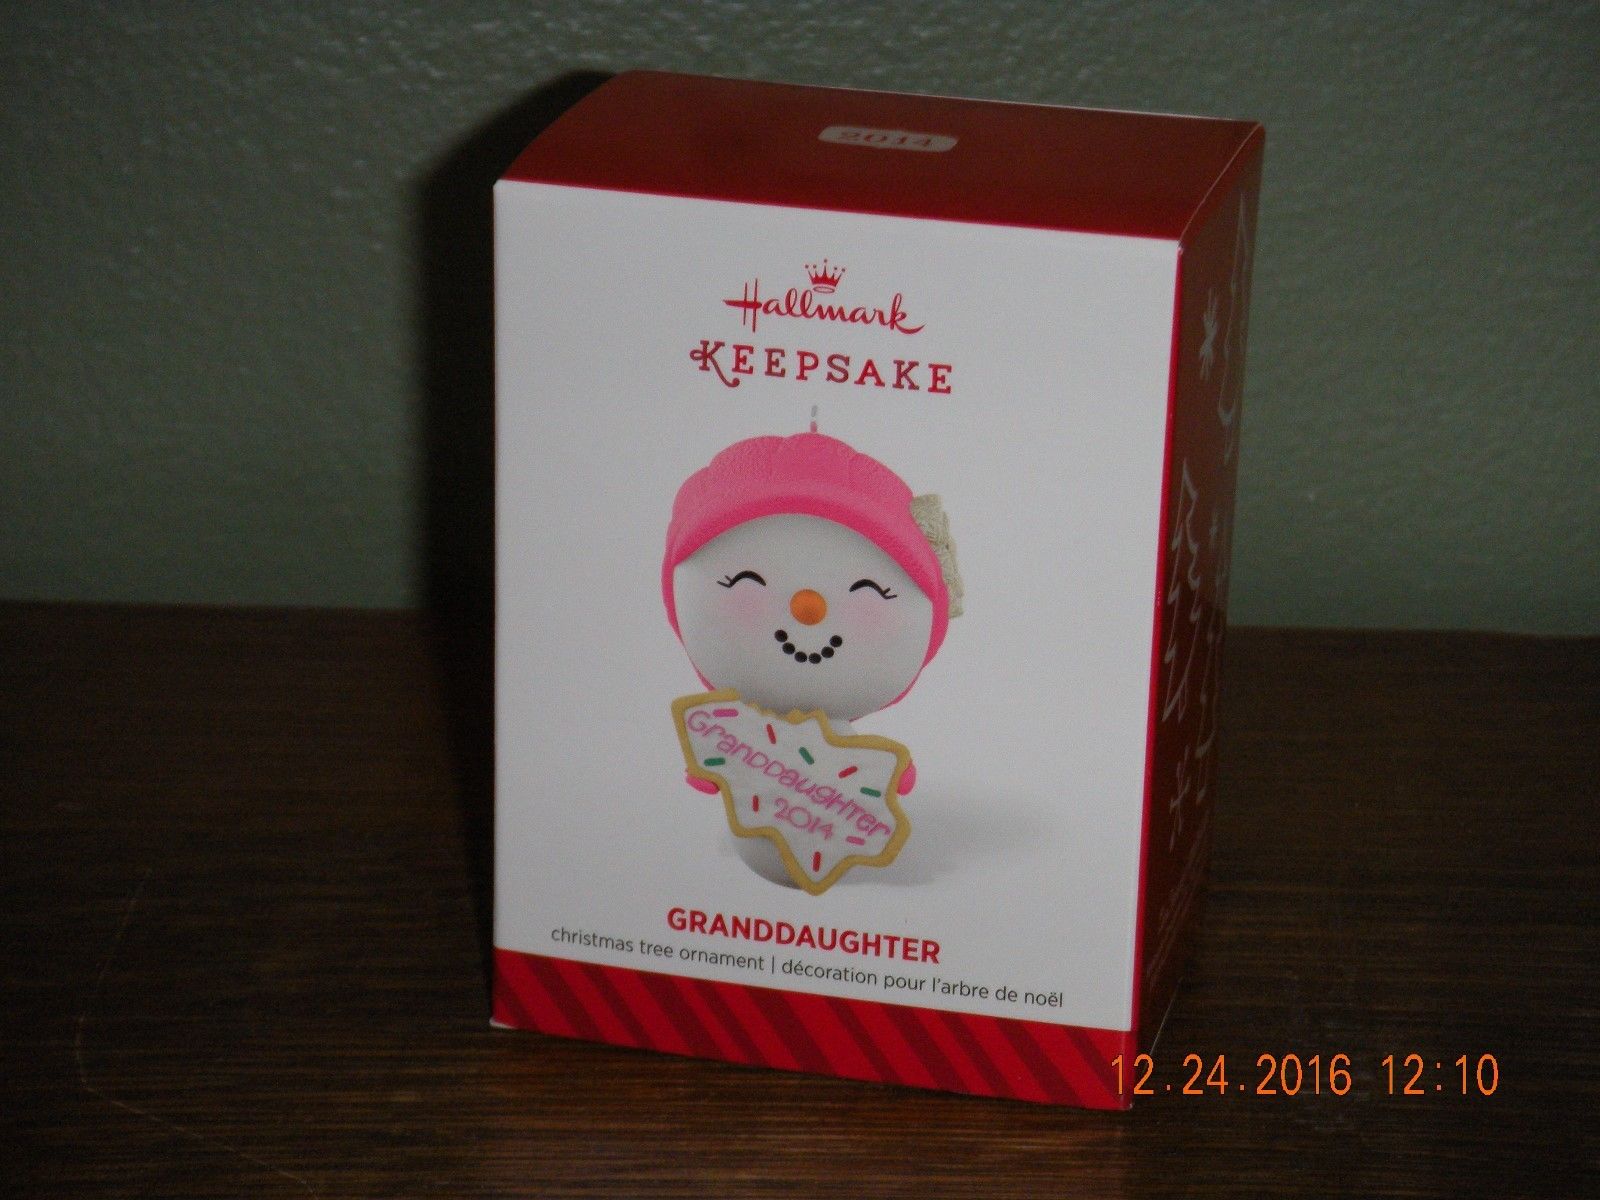 2014
Hallmark
KEEPSAKE
Granddaughter
2014
GRANDDAUGHTER
christmas tree ornament | décoration pour l'arbre de noël
12.24.2016 12:10